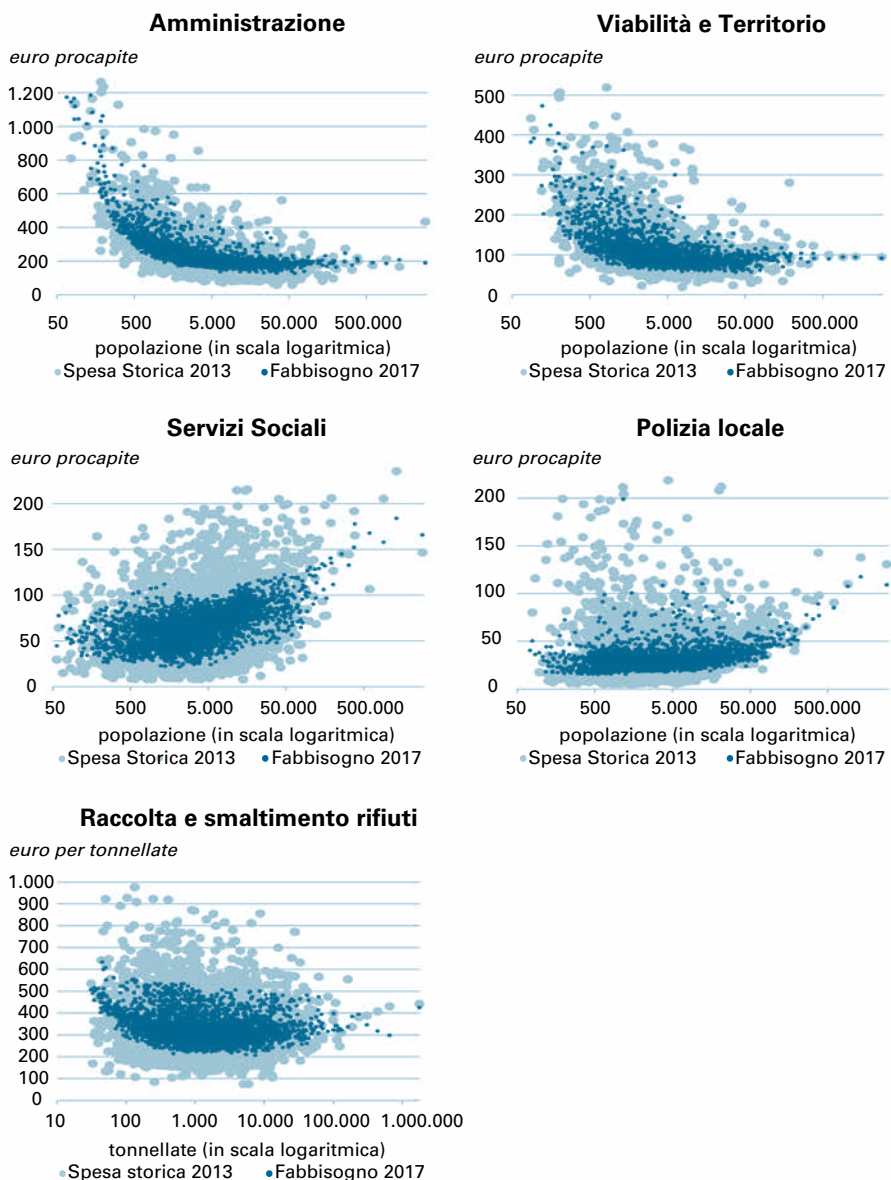 Amministrazione
euro procapite
1.200
1.000
800
600
400
200
0
50 500 5.000 50.000 500.000
popolazione (in scala logaritmica)
Spesa Storica 2013 Fabbisogno 2017
Viabilità e Territorio
euro procapite
500
400
300
200
100
0
50 500 5.000 50.000 500.000
popolazione (in scala logaritmica)
Spesa Storica 2013 Fabbisogno 2017
Servizi Sociali
euro procapite
200
150
100
50
0
50 500 5.000 50.000 500.000
popolazione (in scala logaritmica)
Spesa Storica 2013 Fabbisogno 2017
Polizia locale
euro procapite
200
150
100
50
0
50 500 5.000 50.000 500.000
popolazione (in scala logaritmica)
Spesa Storica 2013 Fabbisogno 2017
Raccolta e smaltimento rifiuti
euro per tonnellate
1.000
900
800
700
600
500
400
300
200
100
0
10 100 1.000 10.000 100.000 1.000.000
tonnellate (in scala logaritmica)
Spesa storica 2013 Fabbisogno 2017